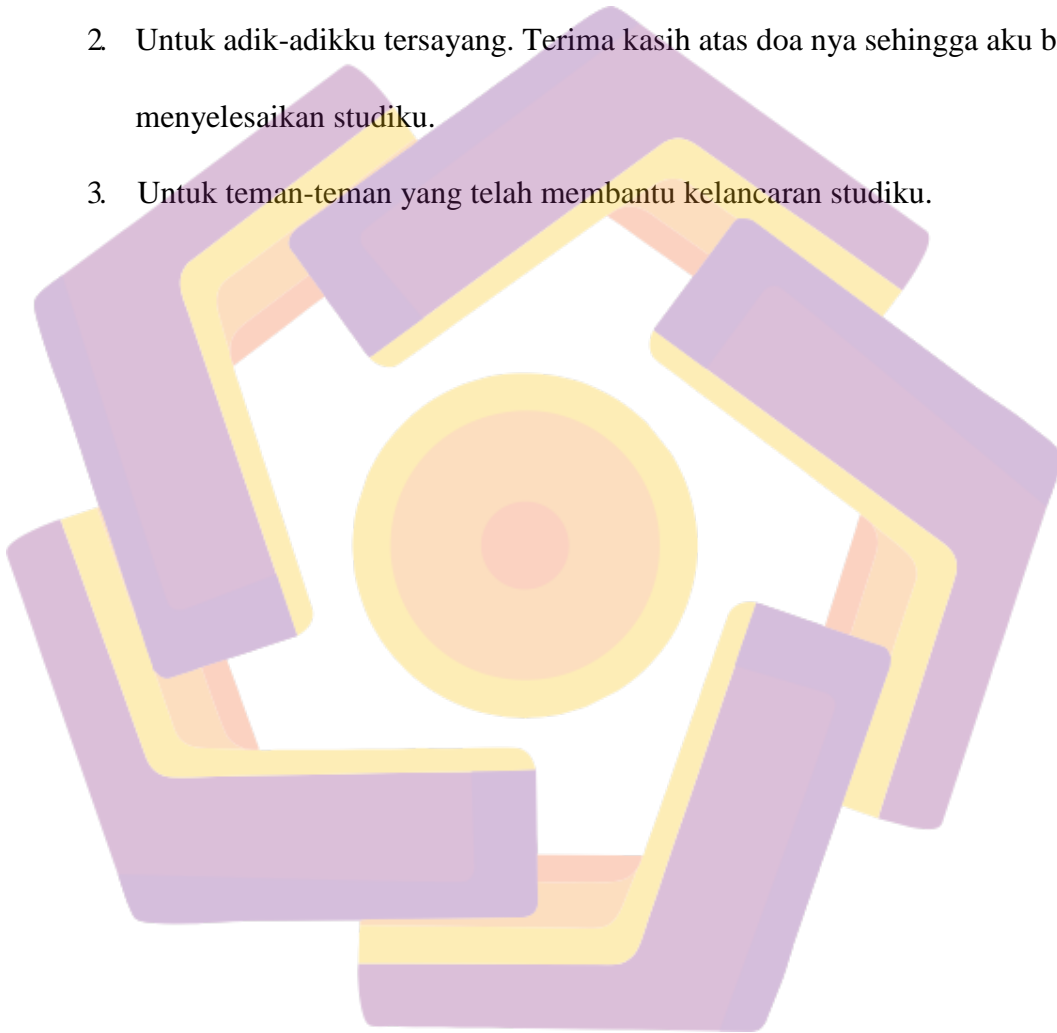 2. Untuk adik-adikku tersayang. Terima kasih atas doa nya sehingga aku b
menyelesaikan studiku.
3. Untuk teman-teman yang telah membantu kelancaran studiku.